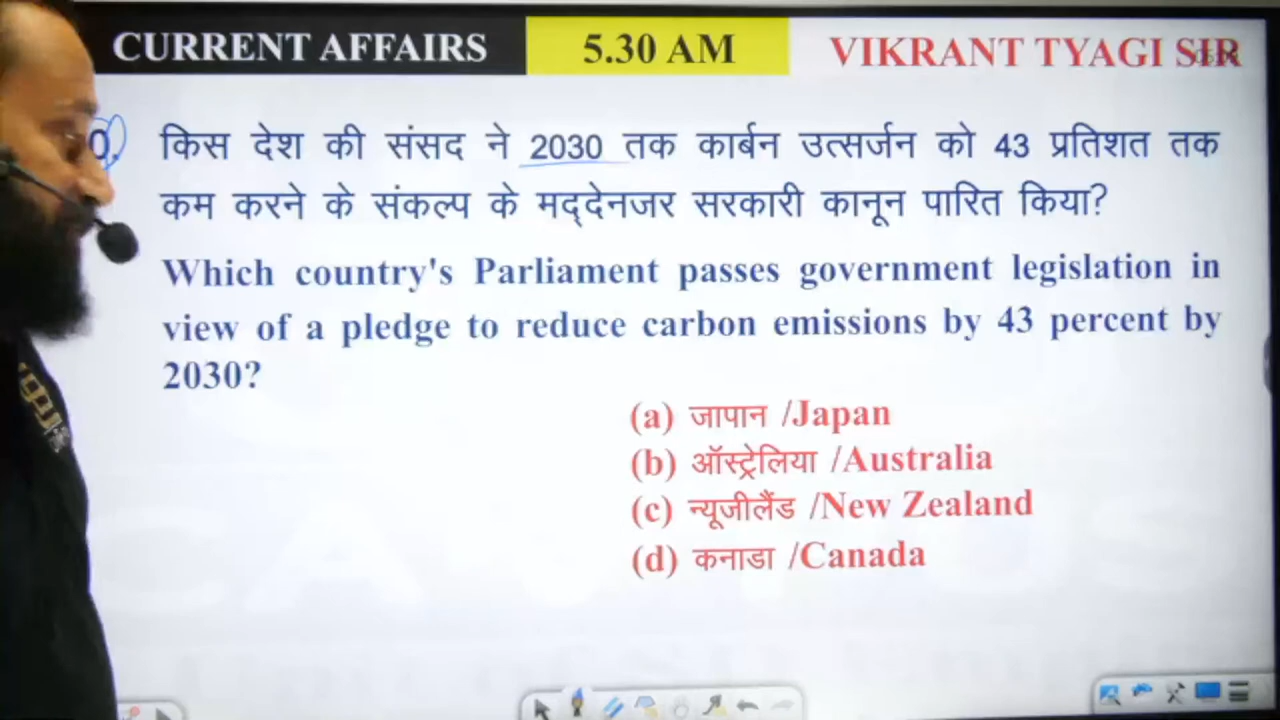 CURRENT AFFAIRS 5.30 AM VIKRANT TYAGI SIR
किस देश की संसद ने 2030 तक कार्बन उत्सर्जन को 43 प्रतिशत तक
कम करने के संकल्प के मद्देनजर सरकारी कानून पारित किया?
Which country's Parliament passes government legislation in
view of a pledge to reduce carbon emissions by 43 percent by
2030?
(a) जापान /Japan
(b) ऑस्ट्रेलिया /Australia
(c) न्यूजीलैंड /New Zealand
(d) कनाडा /Canada